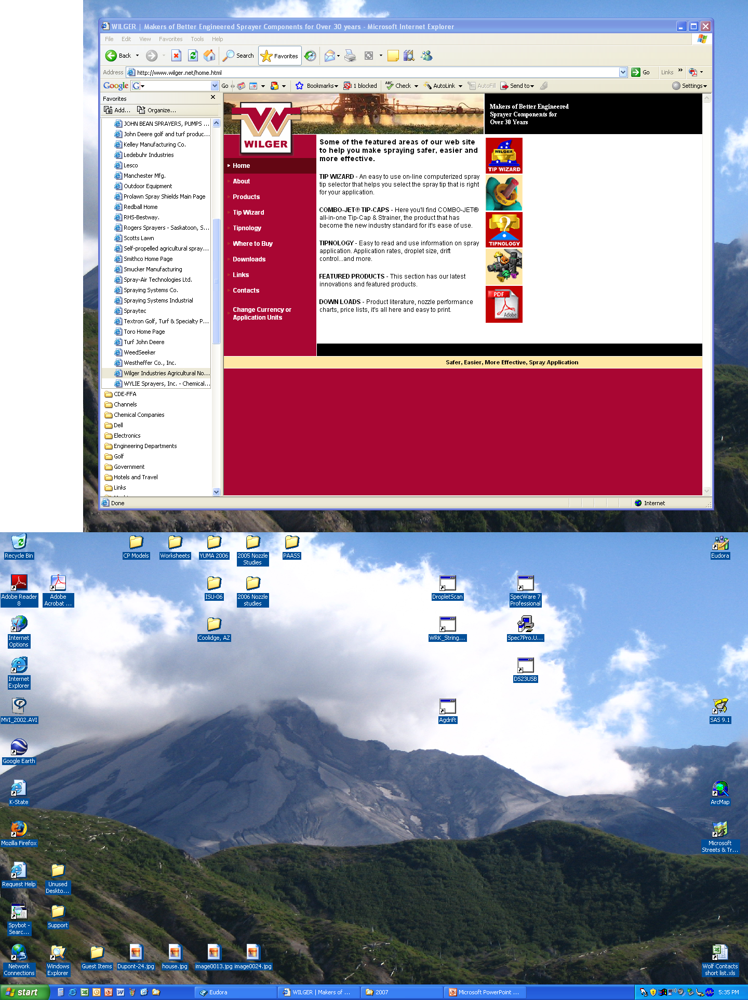 WILGER | Makers of Better Engineered Sprayer Components for Over 30 years - Microsoft Internet Explorer
File Edit View Favorites Tools Help
Back Search Favorites
Address http://www.wilger.net/home.html Go Links »
Google G Go Bookmarks 1 blocked ABC Check AutoLink AutoFill Send to Settings
Favorites
Add... Organize...
JOHN BEAN SPRAYERS, PUMPS ...
John Deere golf and turf produc...
Kelley Manufacturing Co.
Ledebuhr Industries
Lesco
Manchester Mfg.
Outdoor Equipment
Prolawn Spray Shields Main Page
Redball Home
RHS-Bestway.
Rogers Sprayers - Saskatoon, S...
Scotts Lawn
Self-propelled agricultural spray...
Smithco Home Page
Smucker Manufacturing
Spray-Air Technologies Ltd.
Spraying Systems Co.
Spraying Systems Industrial
Spraytec
Textron Golf, Turf & Specialty P...
Toro Home Page
Turf John Deere
WeedSeeker
Westheffer Co., Inc.
Wilger Industries Agricultural No...
WYLIE Sprayers, Inc. - Chemical...
CDE-FFA
Channels
Chemical Companies
Dell
Electronics
Engineering Departments
Golf
Government
Hotels and Travel
Links
WILGER
Makers of Better Engineered
Sprayer Components for
Over 30 Years
Home
About
Products
Tip Wizard
Tipnology
Where to Buy
Downloads
Links
Contacts
Change Currency or
Application Units
Some of the featured areas of our web site
to help you make spraying safer, easier and
more effective.
TIP WIZARD - An easy to use on-line computerized spray
tip selector that helps you select the spray tip that is right
for your application.
COMBO-JET® TIP-CAPS - Here you'll find COMBO-JET®
all-in-one Tip-Cap & Strainer, the product that has
become the new industry standard for it's ease of use.
TIPNOLOGY - Easy to read and use information on spray
application. Application rates, droplet size, drift
control...and more.
FEATURED PRODUCTS - This section has our latest
innovations and featured products.
DOWN LOADS - Product literature, nozzle performance
charts, price lists, it's all here and easy to print.
WILGER
TIP WIZARD
?
TIPNOLOGY
PDF
Adobe
Safer, Easier, More Effective, Spray Application
Done Internet
Recycle Bin CP Models Worksheets YUMA 2006 2005 Nozzle Studies PAASS Eudora
Adobe Reader 8 Adobe Acrobat ... ISU-06 2006 Nozzle studies DropletScan SpecWare 7 Professional
Internet Options Coolidge, AZ WRK_String... Spec7Pro.U...
Internet Explorer DS23USB
MVI_2002.AVI Agdrift SAS 9.1
Google Earth
K-State ArcMap
Mozilla Firefox Microsoft Streets & Tr...
Request Help Unused Deskto...
Spybot - Searc... Support
Network Connections Windows Explorer Guest Items Dupont-24.jpg house.jpg image0013.jpg image0024.jpg Wolf Contacts short list.xls
start Eudora WILGER | Makers of ... 2007 Microsoft PowerPoint ... 5:35 PM